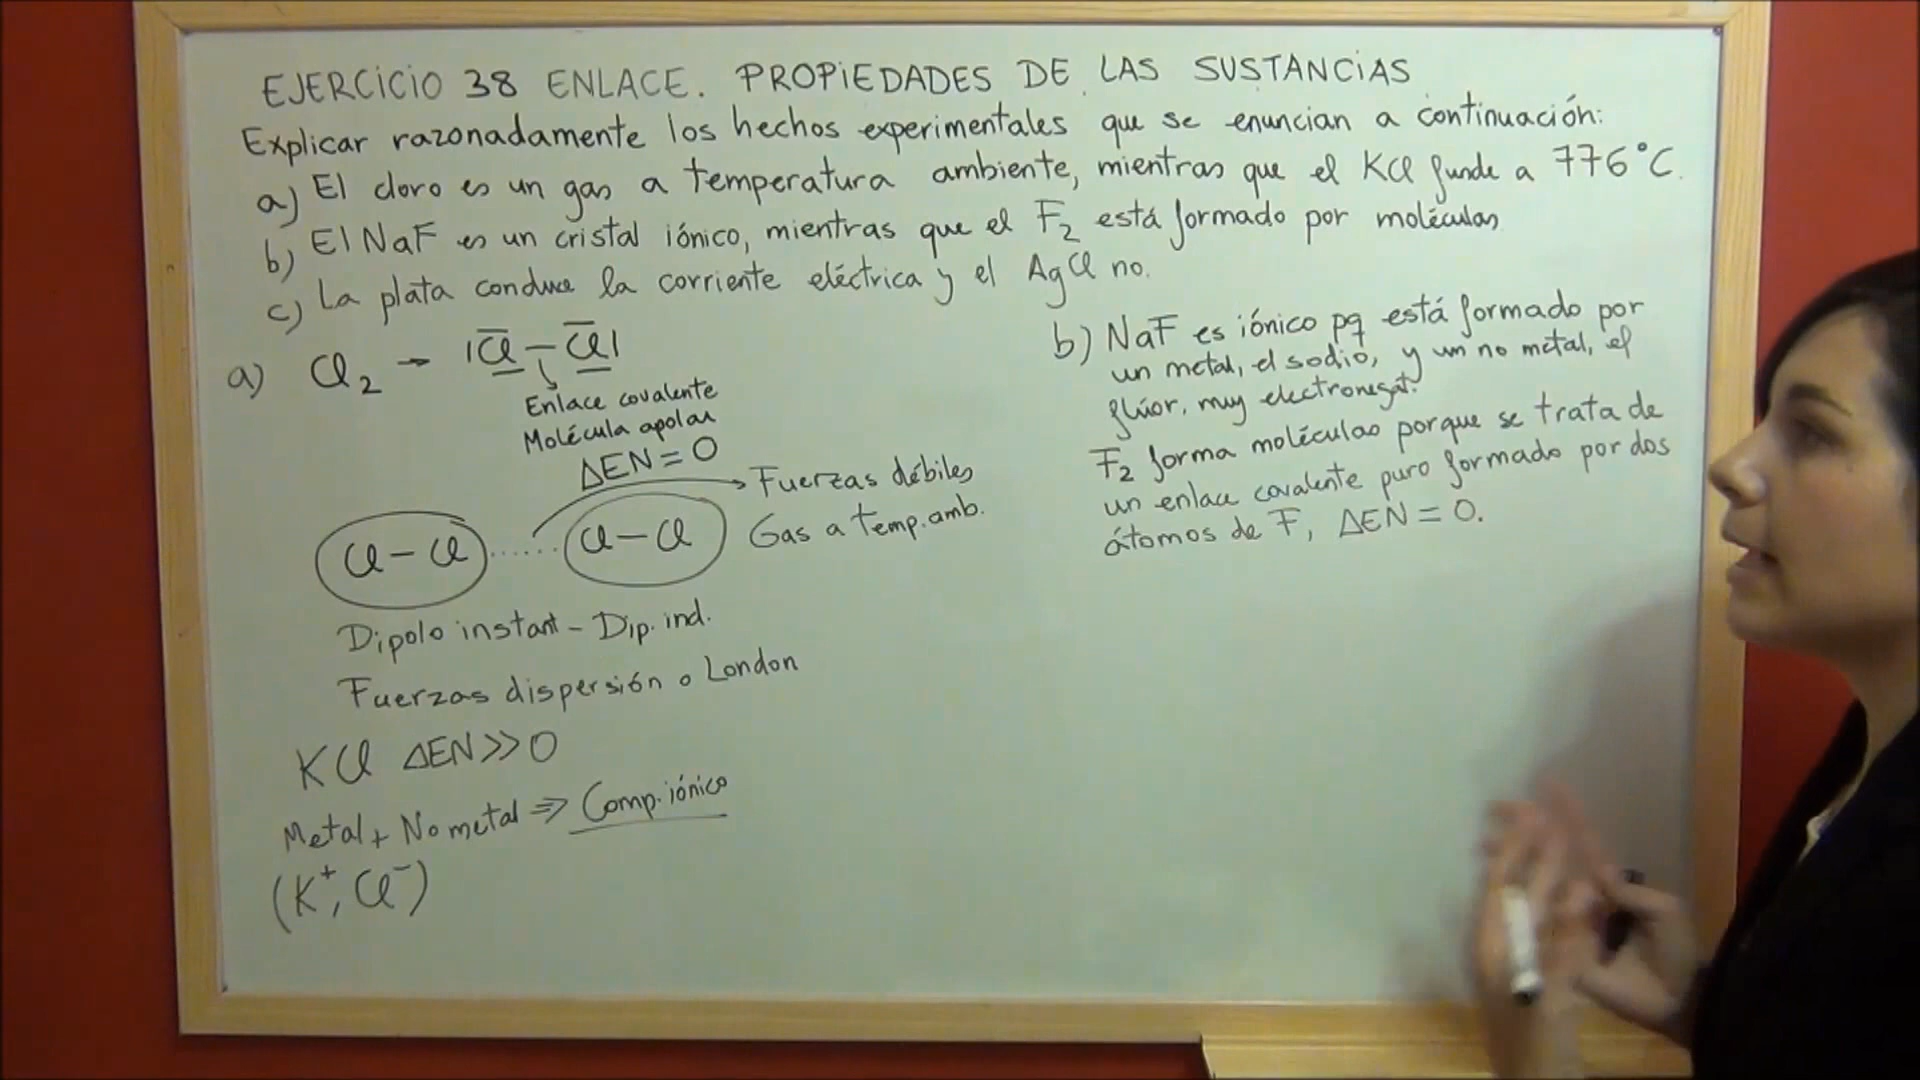 EJERCICIO 38 ENLACE. PROPIEDADES DE LAS SUSTANCIAS
Explicar razonadamente los hechos experimentales que se enuncian a continuación:
a) El cloro es un gas a temperatura ambiente, mientras que el KCl funde a 776°C.
b) El NaF es un cristal iónico, mientras que el F₂ está formado por moléculas
c) La plata conduce la corriente eléctrica y el AgCl no.
a) Cl₂ → |Cl – Cl|
Enlace covalente
Molécula apolar
ΔEN = 0
Fuerzas débiles
Cl – Cl ...... Cl – Cl
Gas a temp. amb.
Dipolo instant – Dip. ind.
Fuerzas dispersión o London
KCl ΔEN >> 0
Metal + No metal ⇒ Comp. iónico
(K⁺, Cl⁻)
b) NaF es iónico pq está formado por
un metal, el sodio, y un no metal, el
flúor, muy electronegat.
F₂ forma moléculas porque se trata de
un enlace covalente puro formado por dos
átomos de F, ΔEN = 0.